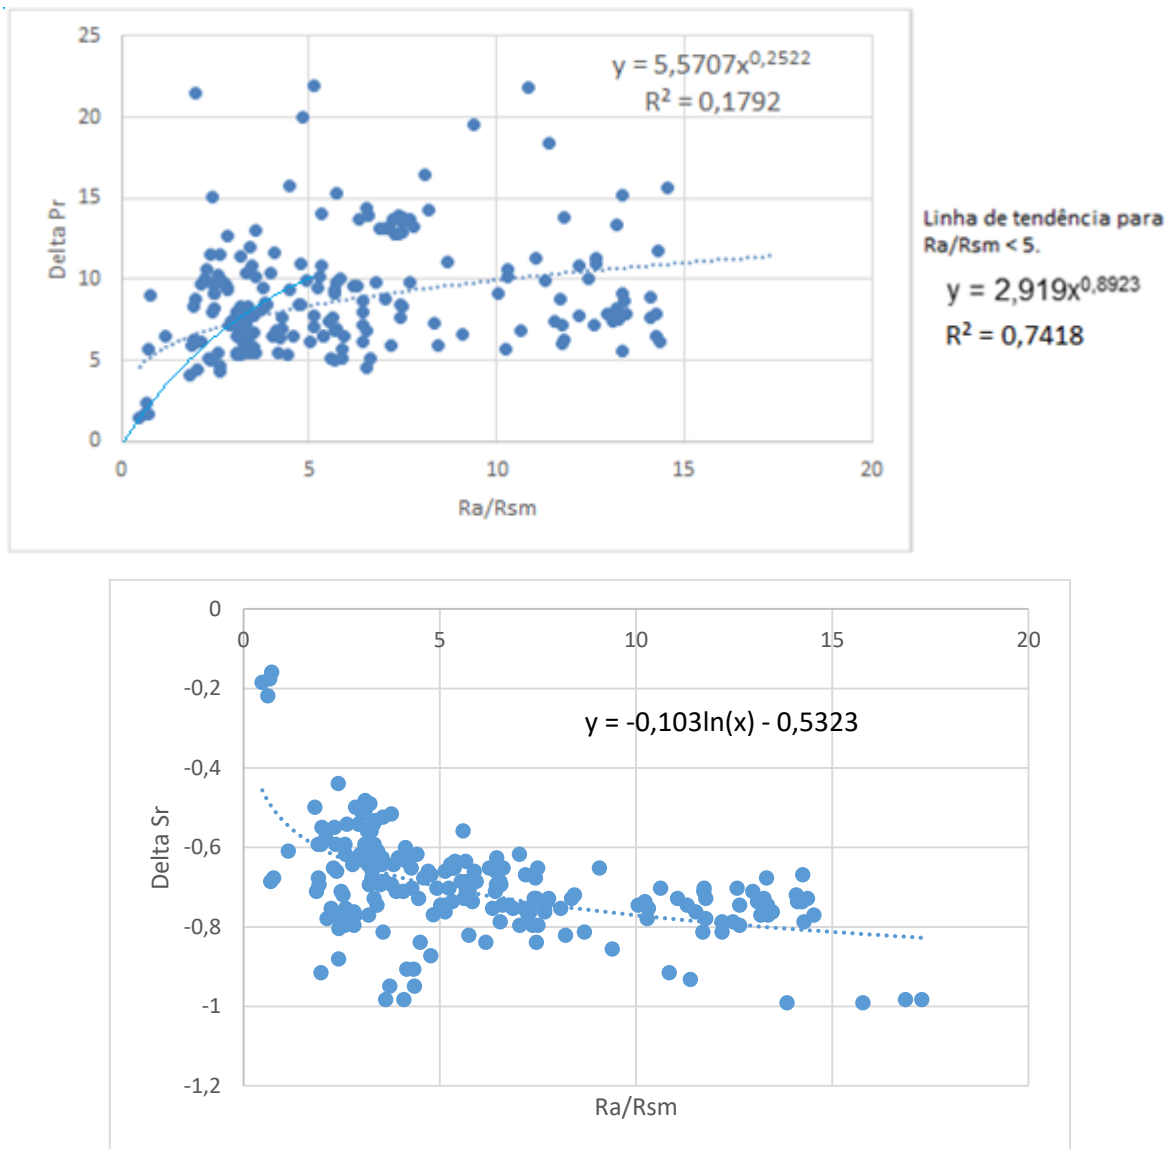 25
20
15
10
5
0
0
5
10
15
20
Delta Pr
Ra/Rsm
y = 5,5707x^0,2522
R² = 0,1792
Linha de tendência para
Ra/Rsm < 5.
y = 2,919x^0,8923
R² = 0,7418
0
0
5
10
15
20
-0,2
-0,4
-0,6
-0,8
-1
-1,2
Delta Sr
y = -0,103ln(x) - 0,5323
Ra/Rsm